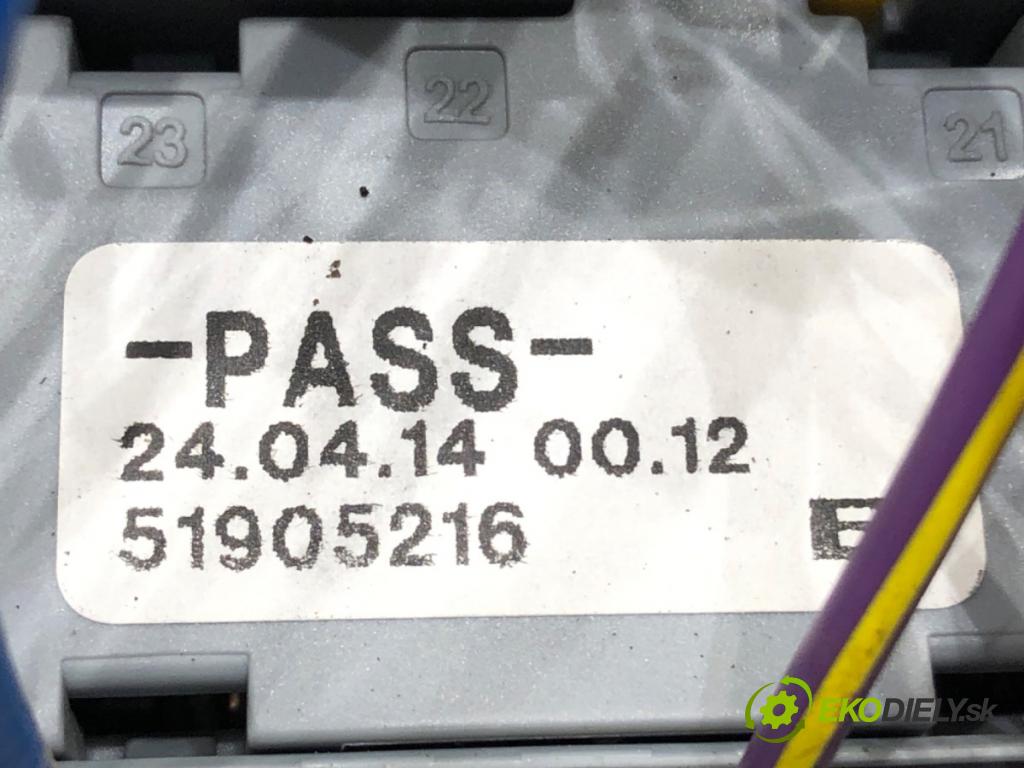 23 22 21
-PASS-
24.04.14 00.12
51905216 E
EKODIELY.sk